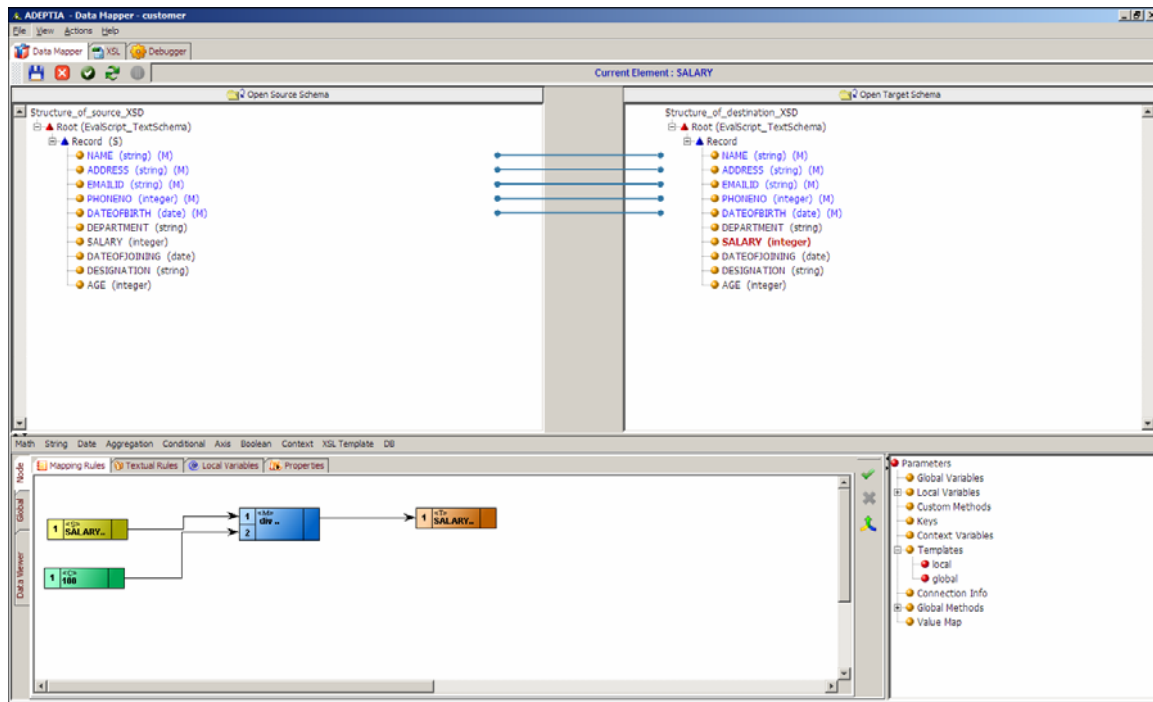 ADEPTIA - Data Mapper - customer
File View Actions Help
Data Mapper XSL Debugger
Current Element : SALARY
Open Source Schema
Open Target Schema
Structure_of_source_XSD
Root (EvalScript_TextSchema)
Record (S)
NAME (string) (M)
ADDRESS (string) (M)
EMAILID (string) (M)
PHONENO (integer) (M)
DATEOFBIRTH (date) (M)
DEPARTMENT (string)
SALARY (integer)
DATEOFJOINING (date)
DESIGNATION (string)
AGE (integer)
Structure_of_destination_XSD
Root (EvalScript_TextSchema)
Record
NAME (string) (M)
ADDRESS (string) (M)
EMAILID (string) (M)
PHONENO (integer) (M)
DATEOFBIRTH (date) (M)
DEPARTMENT (string)
SALARY (integer)
DATEOFJOINING (date)
DESIGNATION (string)
AGE (integer)
Math String Date Aggregation Conditional Axis Boolean Context XSL Template DB
Node
Global
Data Viewer
Mapping Rules Textual Rules Local Variables Properties
1 <S> SALARY..
1 <C> 100
1 <M> div ..
2
1 <T> SALARY..
Parameters
Global Variables
Local Variables
Custom Methods
Keys
Context Variables
Templates
local
global
Connection Info
Global Methods
Value Map